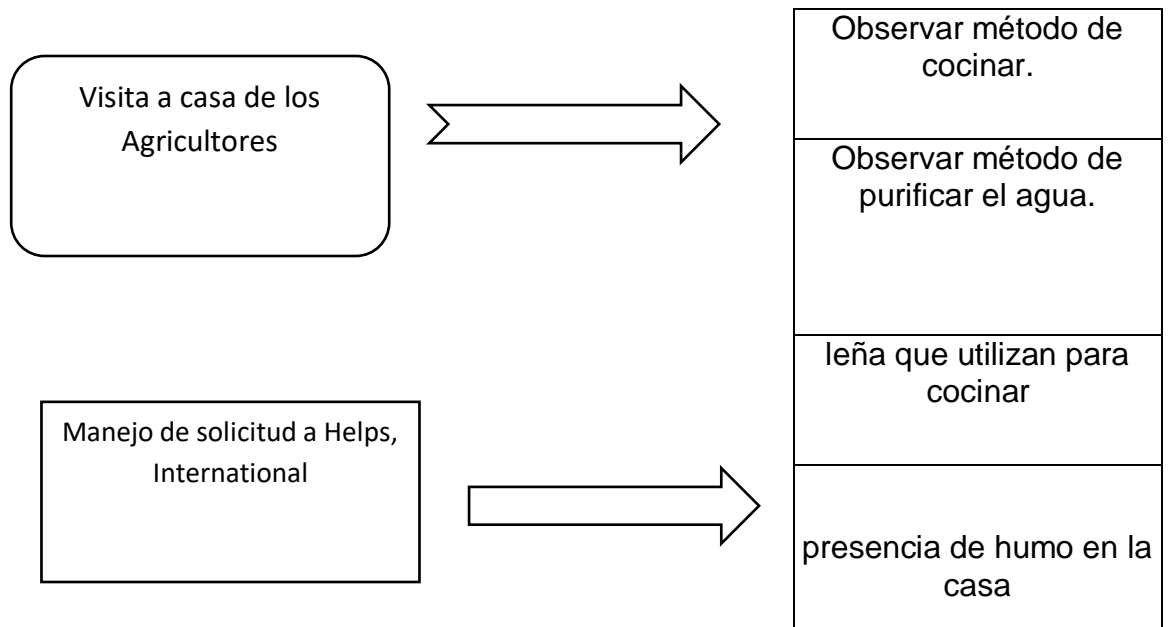 Visita a casa de los
Agricultores
Observar método de
cocinar.
Observar método de
purificar el agua.
leña que utilizan para
cocinar
Manejo de solicitud a Helps,
International
presencia de humo en la
casa